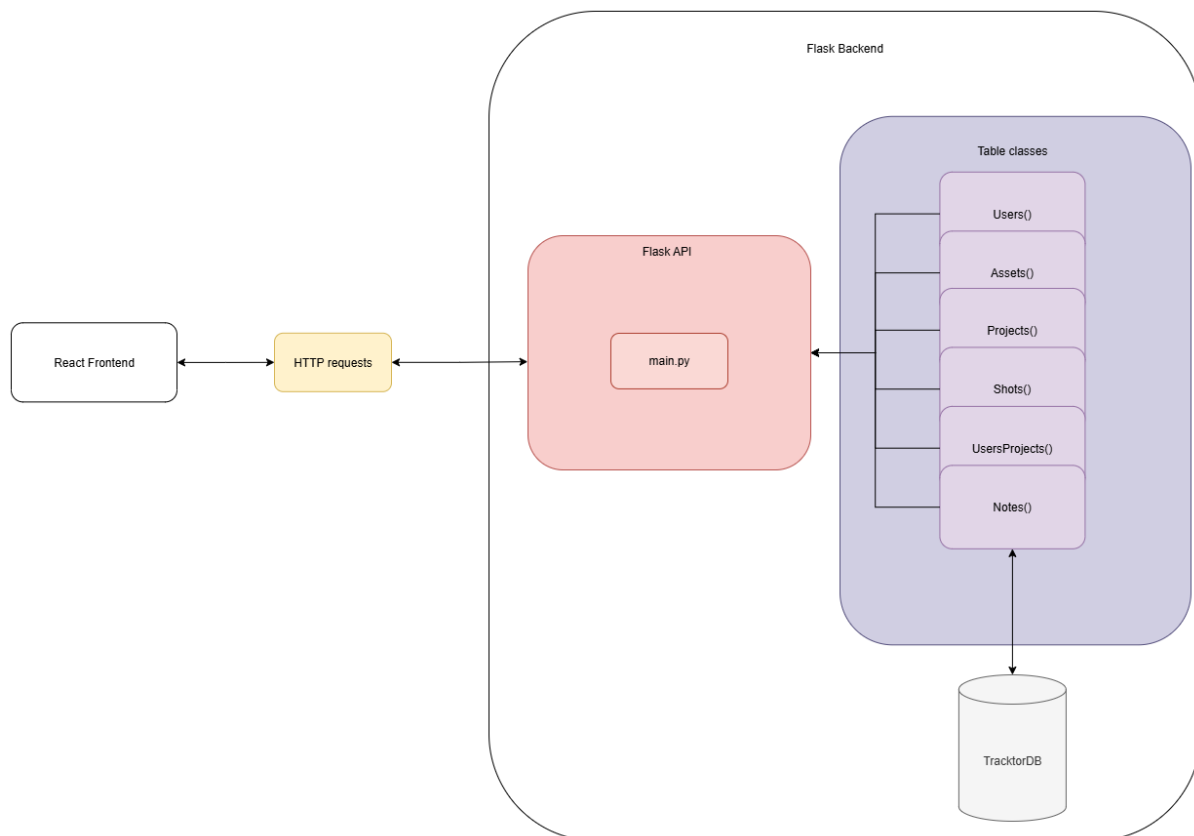 Flask Backend
Table classes
Users()
Flask API
Assets()
Projects()
React Frontend
HTTP requests
main.py
Shots()
UsersProjects()
Notes()
TracktorDB